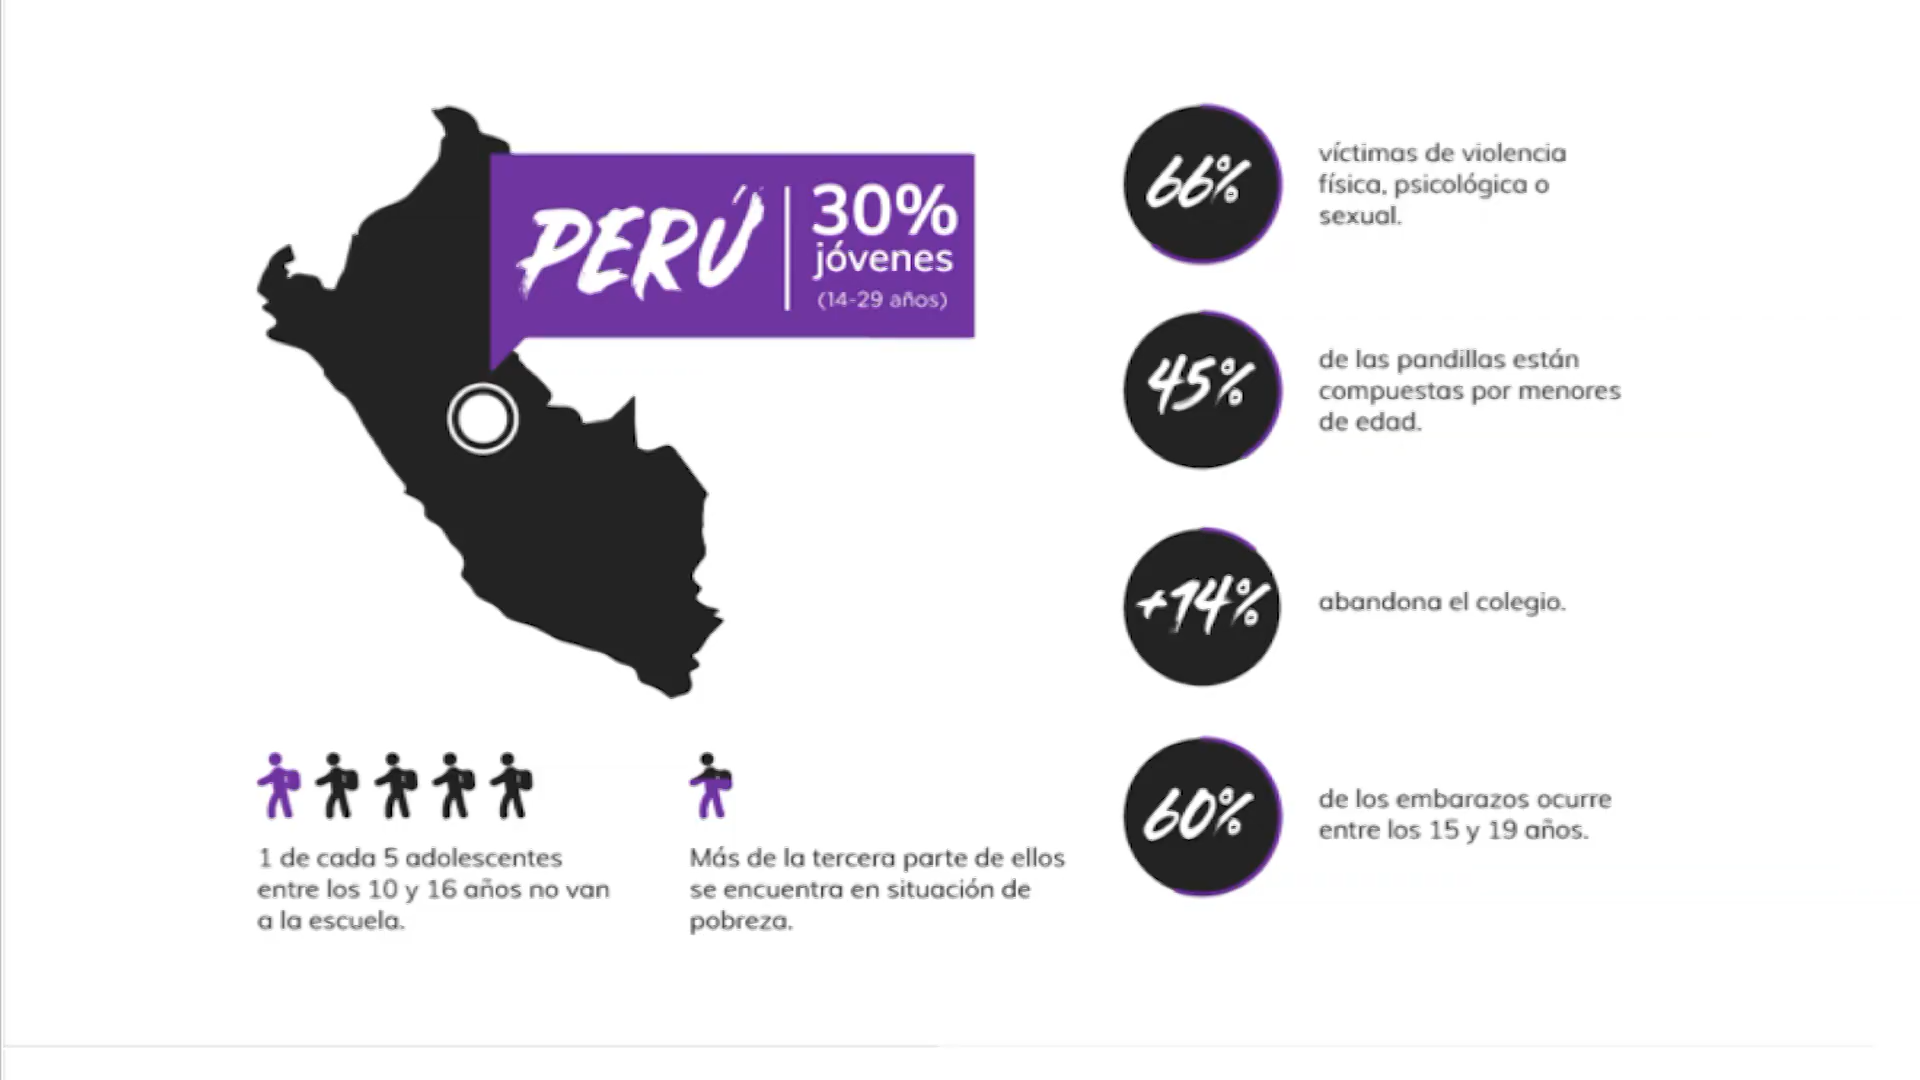 PERÚ
30%
jóvenes
(14-29 años)
66%
víctimas de violencia
física, psicológica o
sexual.
45%
de las pandillas están
compuestas por menores
de edad.
+14%
abandona el colegio.
60%
de los embarazos ocurre
entre los 15 y 19 años.
1 de cada 5 adolescentes
entre los 10 y 16 años no van
a la escuela.
Más de la tercera parte de ellos
se encuentra en situación de
pobreza.